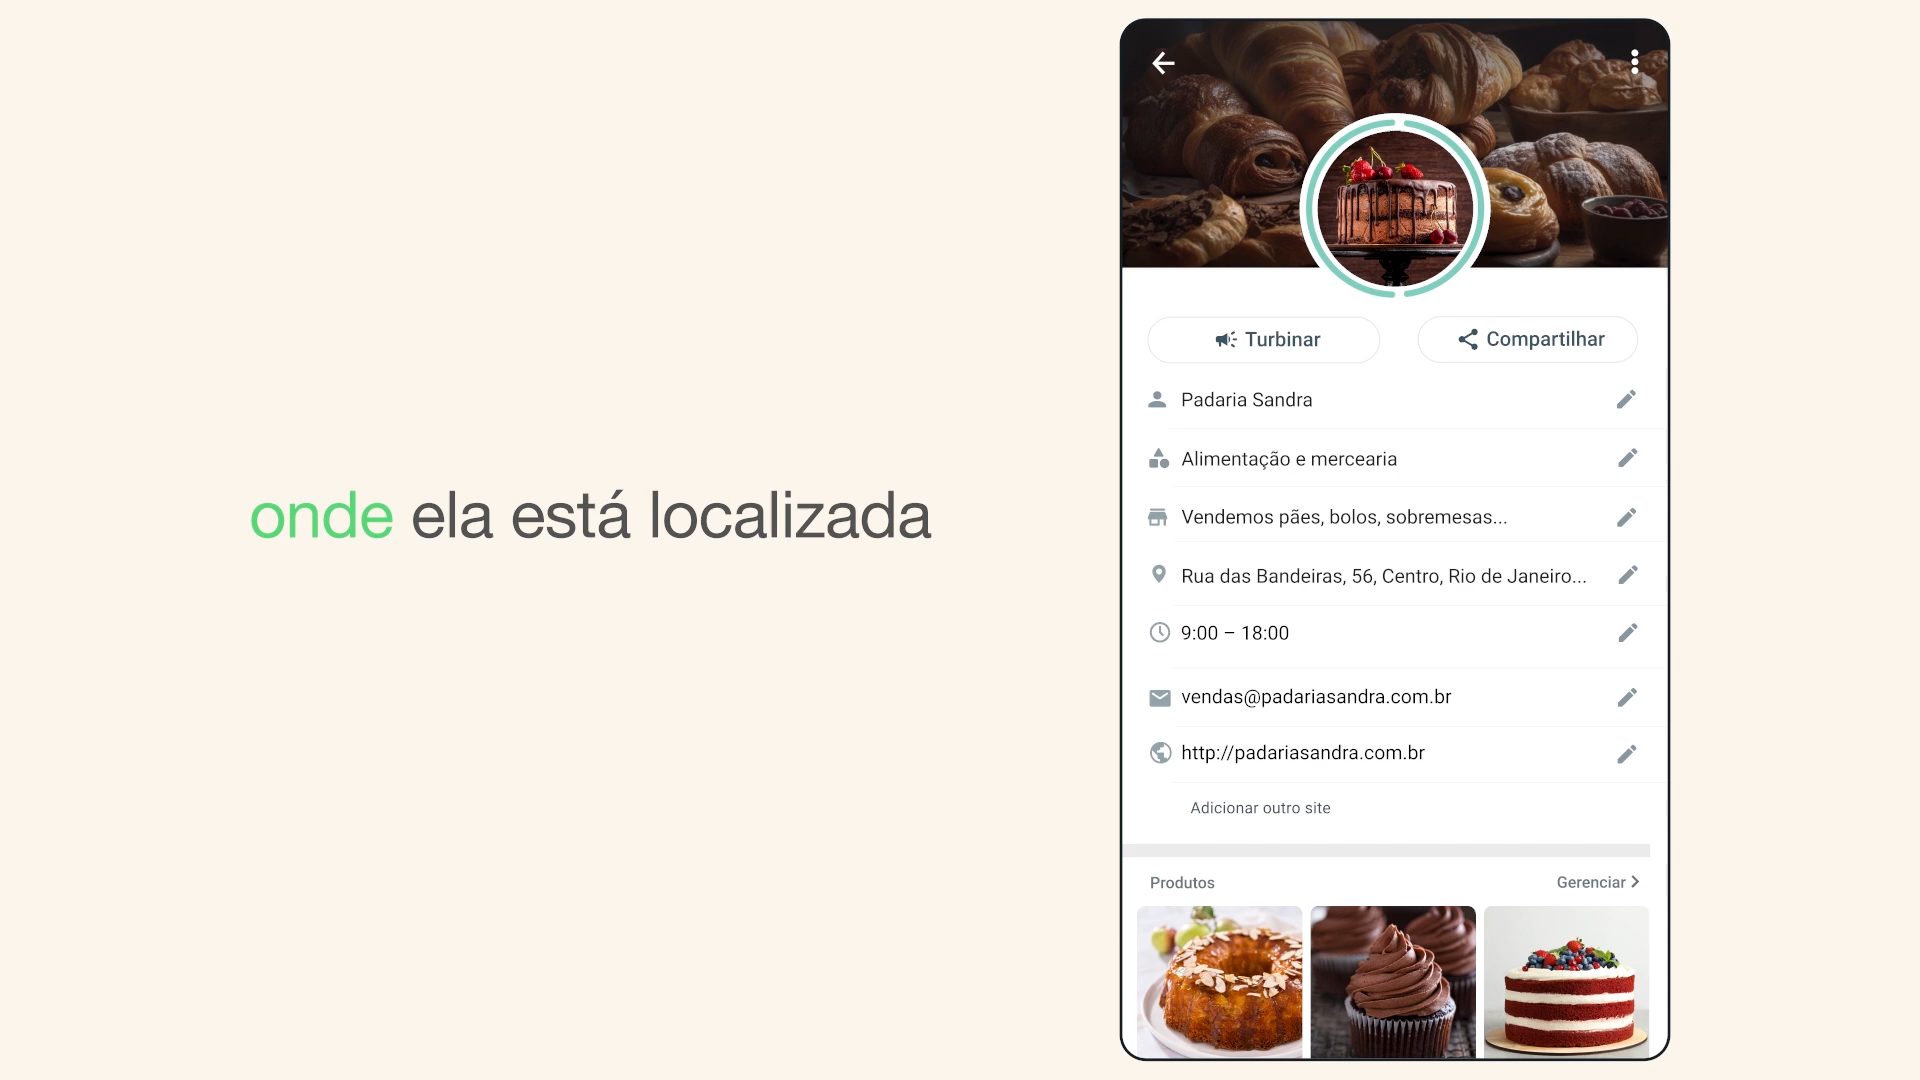 onde ela está localizada
Turbinar
Compartilhar
Padaria Sandra
Alimentação e mercearia
Vendemos pães, bolos, sobremesas...
Rua das Bandeiras, 56, Centro, Rio de Janeiro...
9:00 – 18:00
vendas@padariasandra.com.br
http://padariasandra.com.br
Adicionar outro site
Produtos
Gerenciar